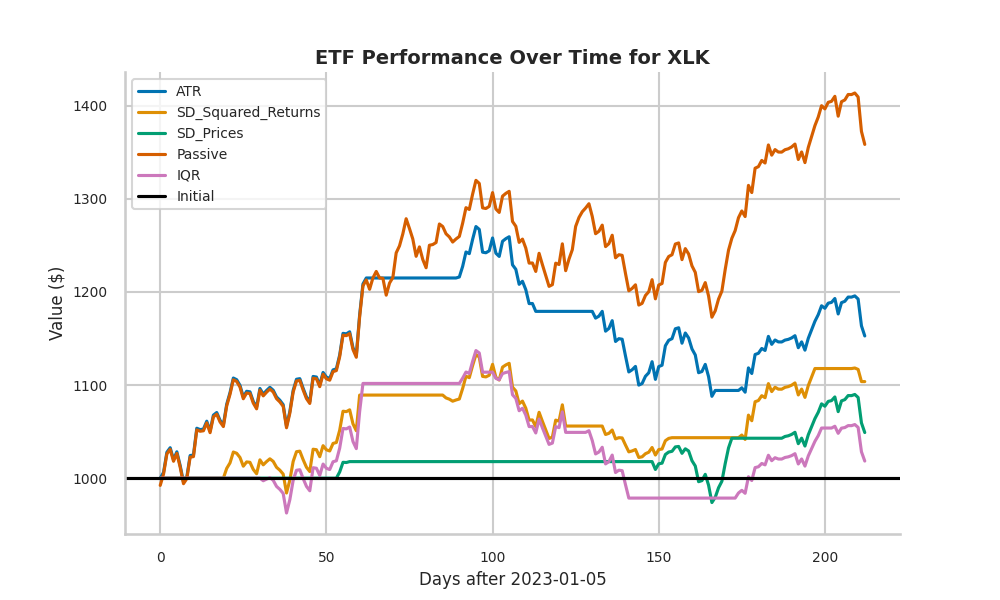 ETF Performance Over Time for XLK
ATR
SD_Squared_Returns
SD_Prices
Passive
IQR
Initial
Value ($)
1400
1300
1200
1100
1000
0
50
100
150
200
Days after 2023-01-05